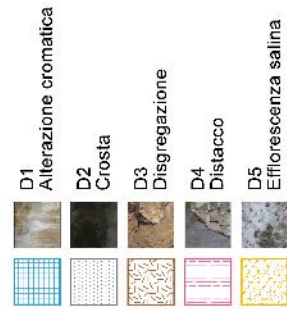 D1
Alterazione cromatica
D2
Crosta
D3
Disgregazione
D4
Distacco
D5
Efflorescenza salina